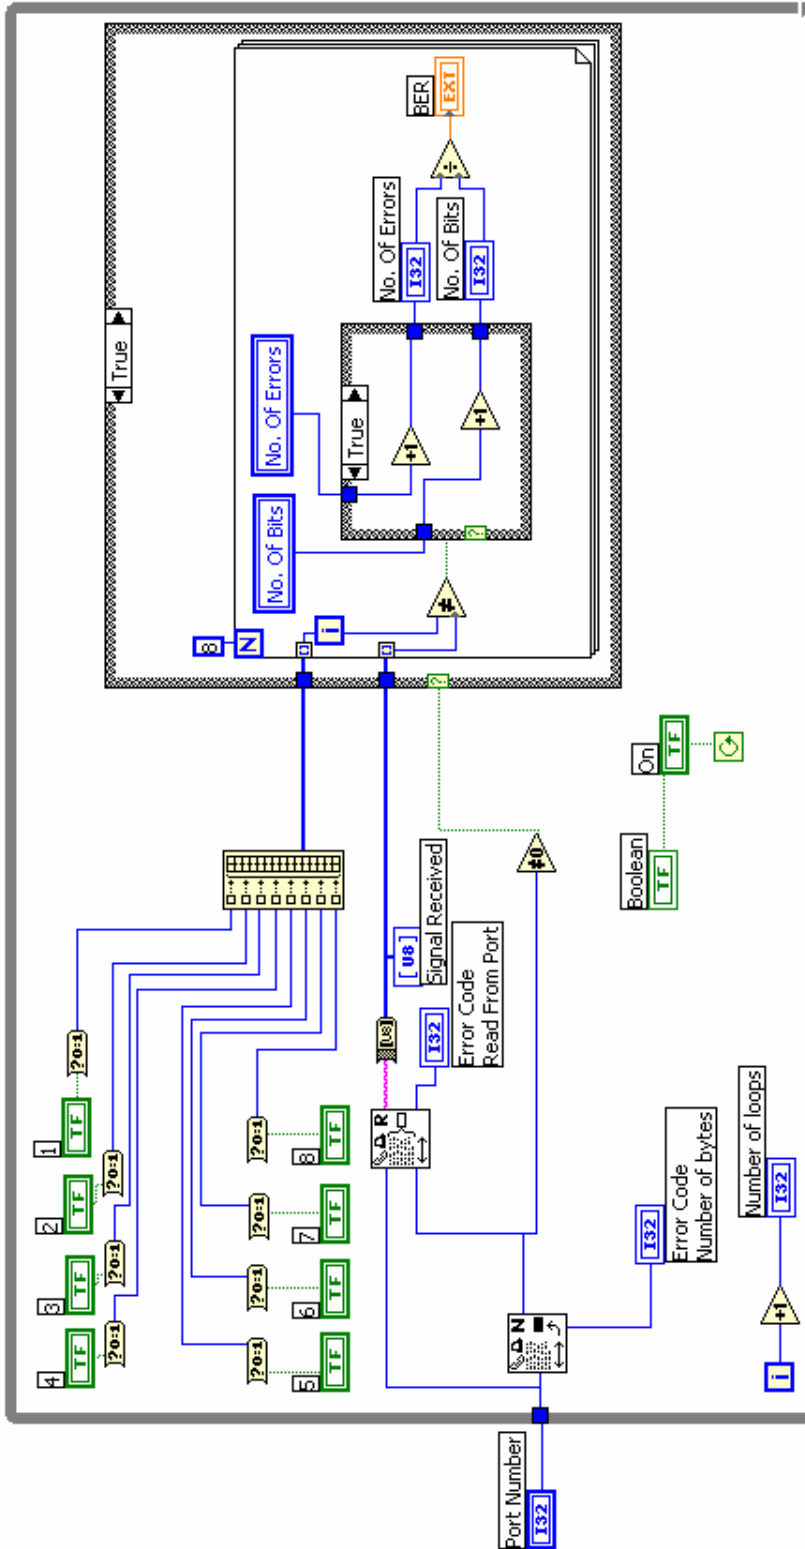 Port Number
I32
1
TF
?0:1
2
TF
?0:1
3
TF
?0:1
4
TF
?0:1
5
TF
?0:1
6
TF
?0:1
7
TF
?0:1
8
TF
?0:1
N
R
[U8]
[U8]
Signal Received
I32
Error Code
Read From Port
≠0
I32
Error Code
Number of bytes
i
+1
Number of loops
I32
Boolean
TF
On
TF
True
8
N
i
≠
?
No. Of Bits
No. Of Errors
True
?
+1
+1
No. Of Errors
I32
No. Of Bits
I32
÷
BER
EXT